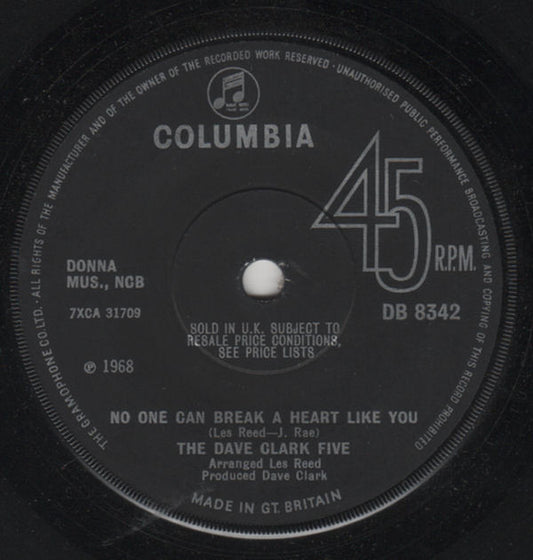 THE GRAMOPHONE CO. LTD. · ALL RIGHTS OF THE MANUFACTURER AND OF THE OWNER OF THE RECORDED WORK RESERVED · UNAUTHORISED PUBLIC PERFORMANCE BROADCASTING AND COPYING OF THIS RECORD PROHIBITED
COLUMBIA
45
R.P.M.
DONNA
MUS., NCB
7XCA 31709
DB 8342
SOLD IN U.K. SUBJECT TO
RESALE PRICE CONDITIONS,
SEE PRICE LISTS
℗ 1968
NO ONE CAN BREAK A HEART LIKE YOU
(Les Reed—J. Rae)
THE DAVE CLARK FIVE
Arranged Les Reed
Produced Dave Clark
MADE IN GT. BRITAIN